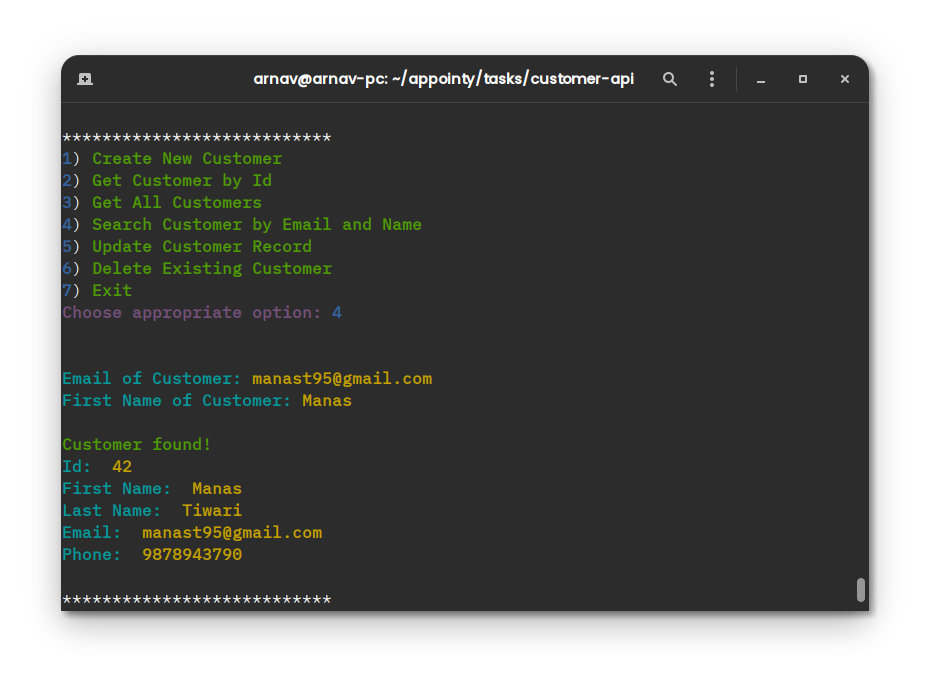 arnav@arnav-pc: ~/appointy/tasks/customer-api
***************************
1) Create New Customer
2) Get Customer by Id
3) Get All Customers
4) Search Customer by Email and Name
5) Update Customer Record
6) Delete Existing Customer
7) Exit
Choose appropriate option: 4
Email of Customer: manast95@gmail.com
First Name of Customer: Manas
Customer found!
Id:  42
First Name:  Manas
Last Name:  Tiwari
Email:  manast95@gmail.com
Phone:  9878943790
***************************